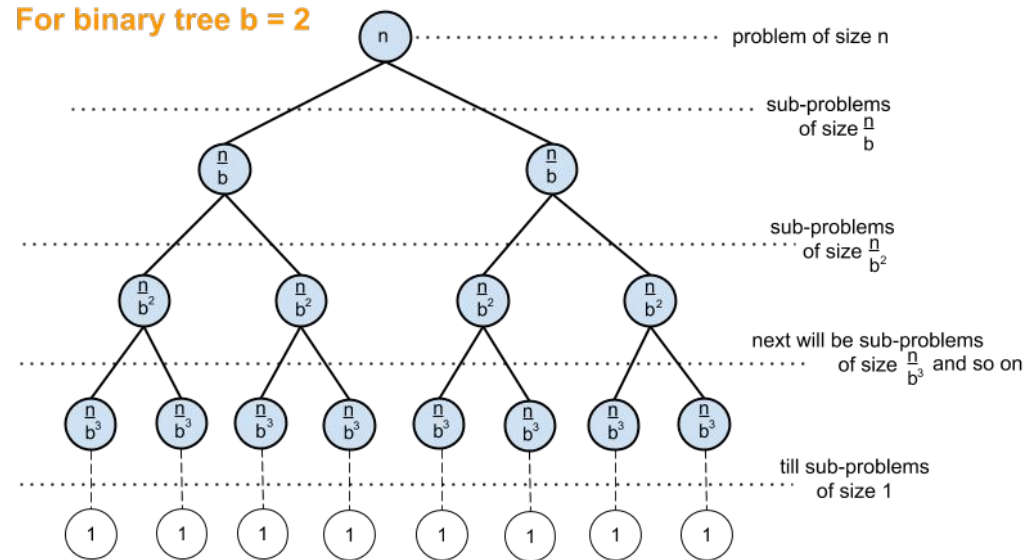 For binary tree b = 2
n
problem of size n
sub-problems
of size n/b
n/b n/b
sub-problems
of size n/b²
n/b² n/b² n/b² n/b²
next will be sub-problems
of size n/b³ and so on
n/b³ n/b³ n/b³ n/b³ n/b³ n/b³ n/b³ n/b³
till sub-problems
of size 1
1 1 1 1 1 1 1 1